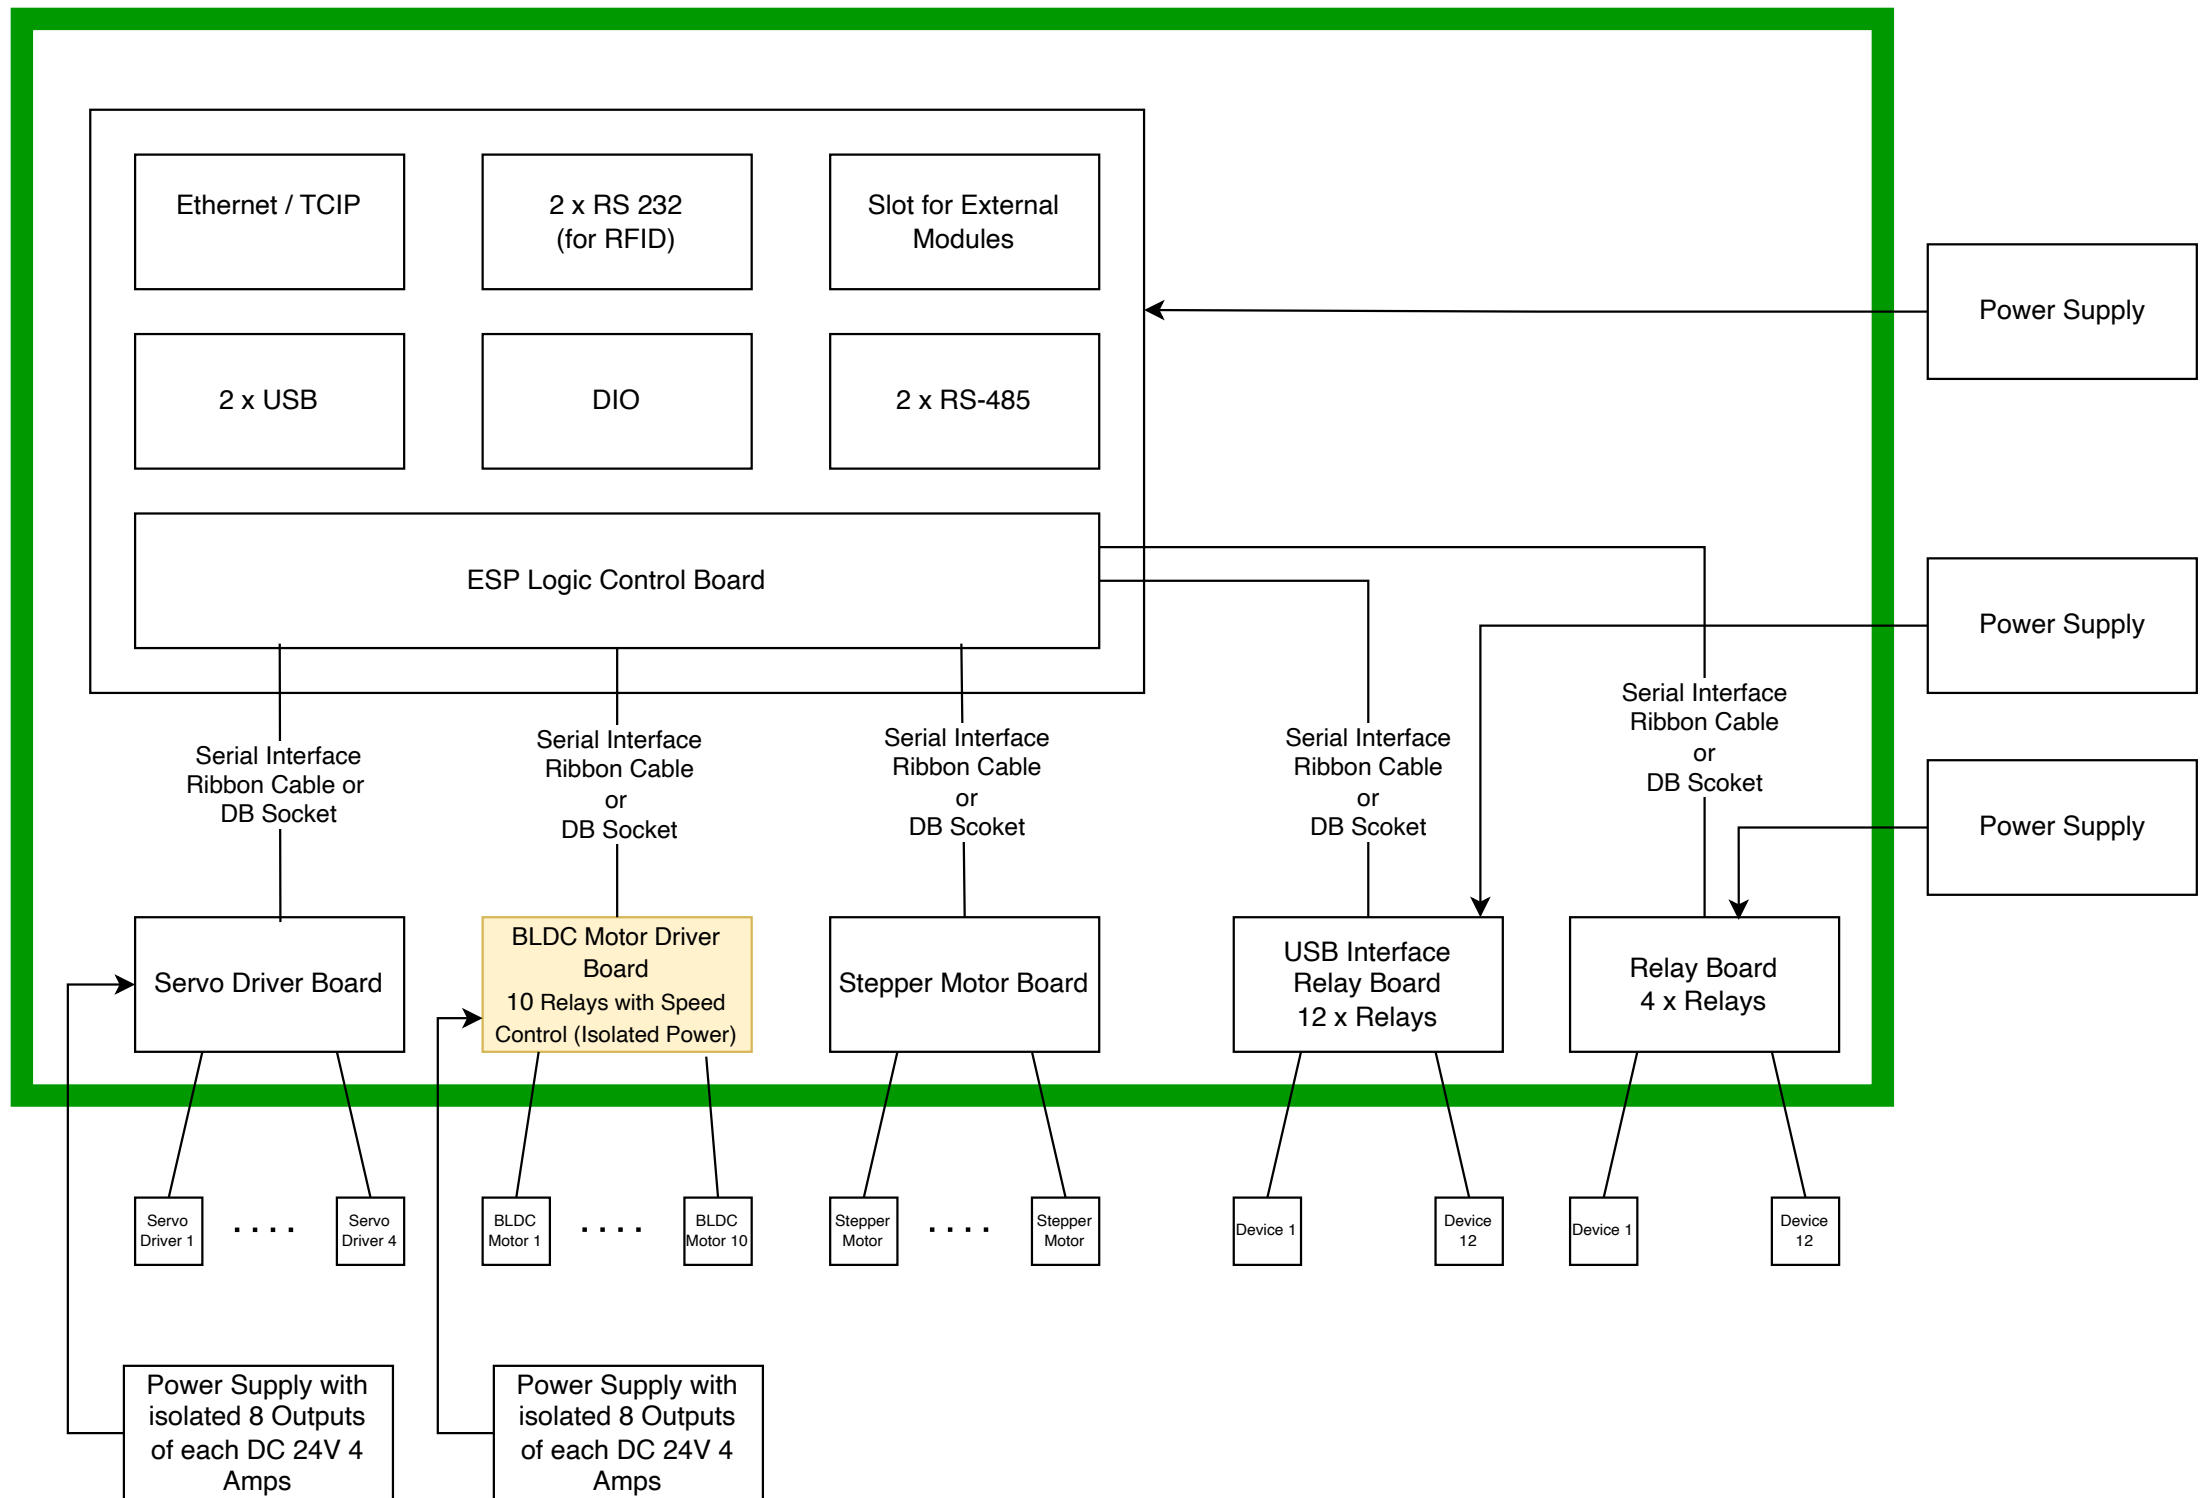 Ethernet / TCIP
2 x RS 232
(for RFID)
Slot for External
Modules
Power Supply
2 x USB
DIO
2 x RS-485
ESP Logic Control Board
Power Supply
Serial Interface
Ribbon Cable or
DB Socket
Serial Interface
Ribbon Cable
or
DB Socket
Serial Interface
Ribbon Cable
or
DB Scoket
Serial Interface
Ribbon Cable
or
DB Scoket
Serial Interface
Ribbon Cable
or
DB Scoket
Power Supply
Servo Driver Board
BLDC Motor Driver
Board
10 Relays with Speed
Control (Isolated Power)
Stepper Motor Board
USB Interface
Relay Board
12 x Relays
Relay Board
4 x Relays
Servo
Driver 1
. . . .
Servo
Driver 4
BLDC
Motor 1
. . . .
BLDC
Motor 10
Stepper
Motor
. . . .
Stepper
Motor
Device 1
Device
12
Device 1
Device
12
Power Supply with
isolated 8 Outputs
of each DC 24V 4
Amps
Power Supply with
isolated 8 Outputs
of each DC 24V 4
Amps